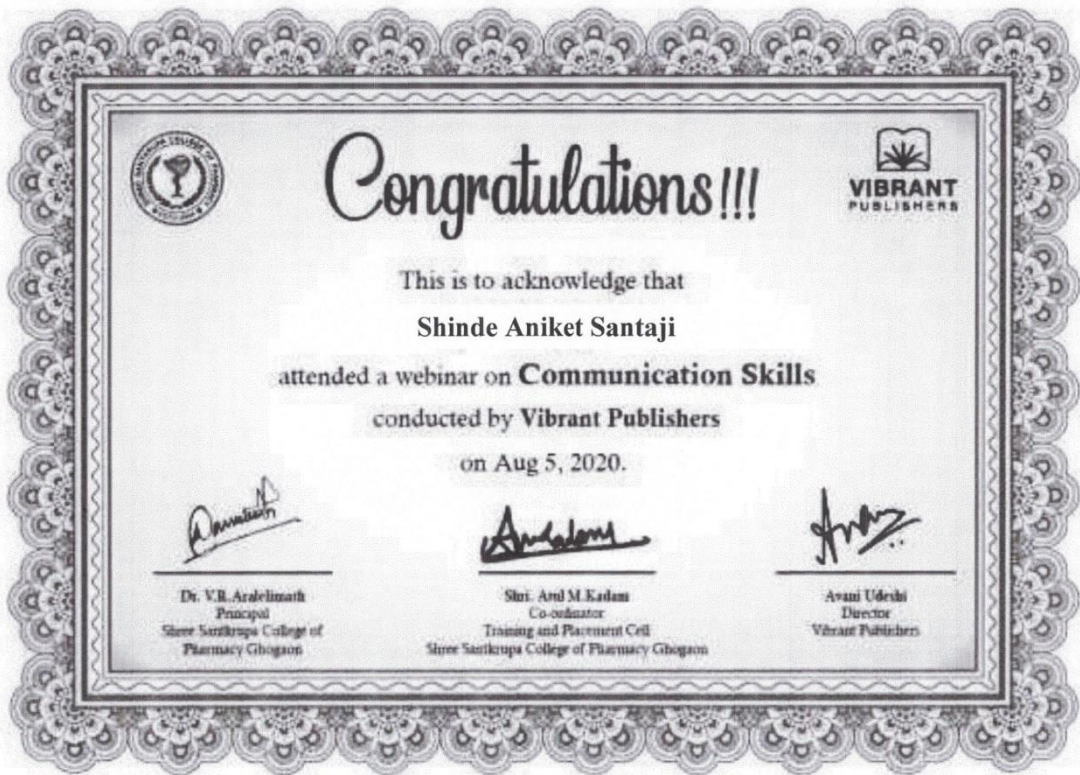 Congratulations!!!
VIBRANT
PUBLISHERS
This is to acknowledge that
Shinde Aniket Santaji
attended a webinar on Communication Skills
conducted by Vibrant Publishers
on Aug 5, 2020.
Dr. V.R. Aralelimath
Principal
Shree Santkrupa College of
Pharmacy Ghogaon
Shri. Amol M.Kadam
Co-ordinator
Training and Placement Cell
Shree Santkrupa College of Pharmacy Ghogaon
Avani Udeshi
Director
Vibrant Publishers